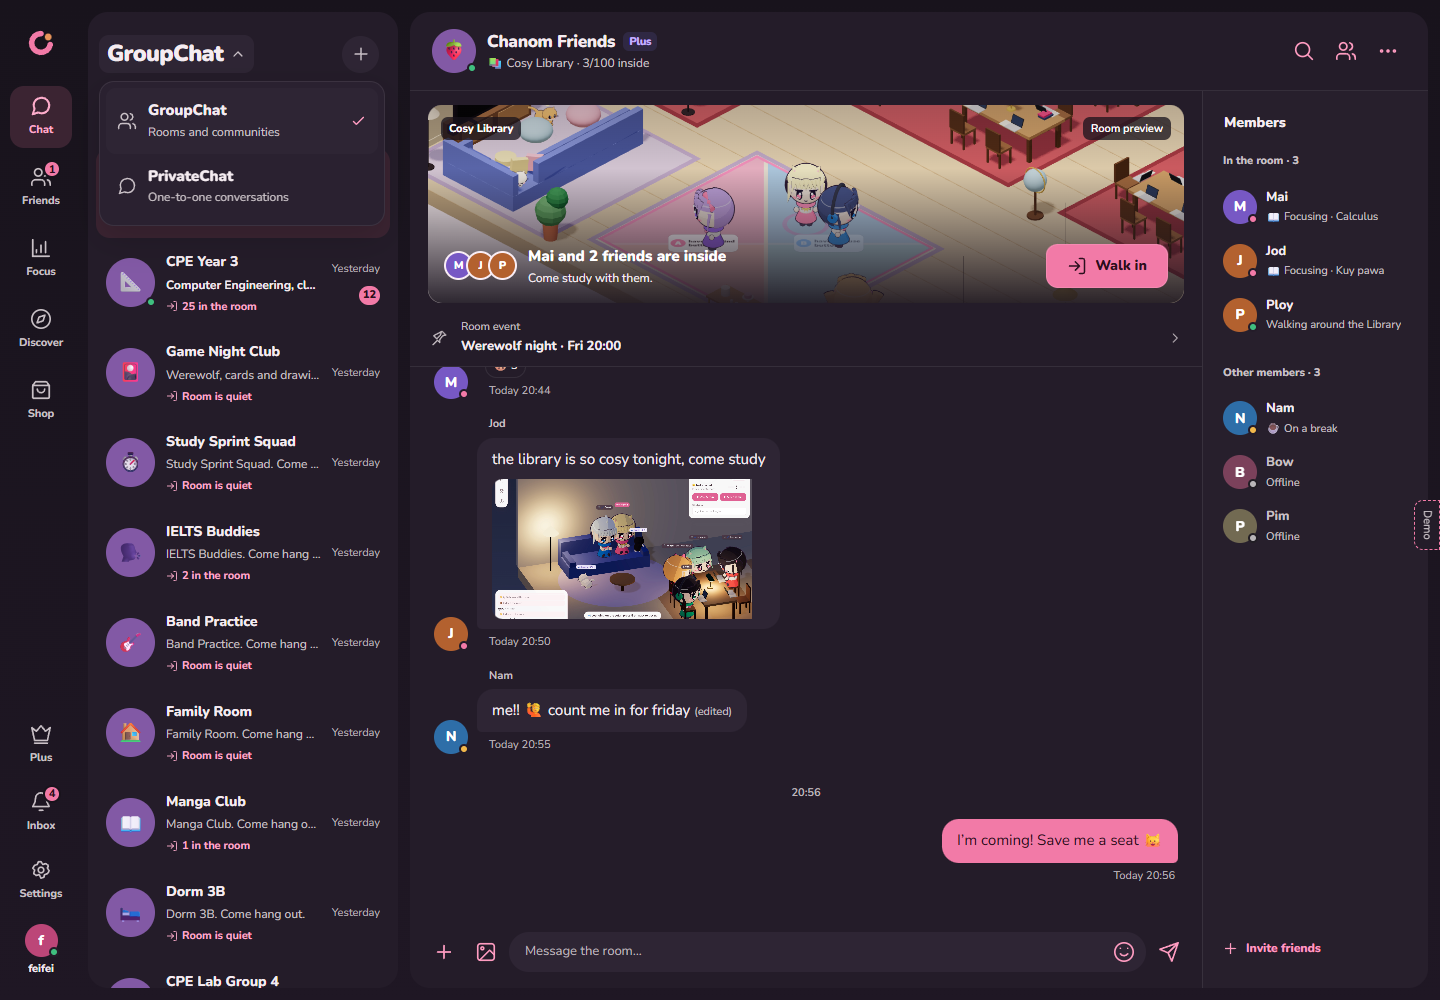 GroupChat
Chat
1
Friends
Focus
Discover
Shop
Plus
4
Inbox
Settings
f
feifei
GroupChat
Rooms and communities
PrivateChat
One-to-one conversations
CPE Year 3
Yesterday
Computer Engineering, cl...
12
25 in the room
Game Night Club
Werewolf, cards and drawi...
Yesterday
Room is quiet
Study Sprint Squad
Study Sprint Squad. Come ...
Yesterday
Room is quiet
IELTS Buddies
IELTS Buddies. Come hang ...
Yesterday
2 in the room
Band Practice
Band Practice. Come hang ...
Yesterday
Room is quiet
Family Room
Family Room. Come hang ...
Yesterday
Room is quiet
Manga Club
Manga Club. Come hang o...
Yesterday
1 in the room
Dorm 3B
Dorm 3B. Come hang out.
Yesterday
Room is quiet
CPE Lab Group 4
Chanom Friends Plus
Cosy Library · 3/100 inside
Cosy Library
Room preview
M J P
Mai and 2 friends are inside
Come study with them.
Walk in
Room event
Werewolf night · Fri 20:00
M
Today 20:44
Jod
the library is so cosy tonight, come study
J
Today 20:50
Nam
me!! 🙋 count me in for friday (edited)
N
Today 20:55
20:56
I'm coming! Save me a seat 😺
Today 20:56
Message the room...
Members
In the room · 3
M
Mai
Focusing · Calculus
J
Jod
Focusing · Kuy pawa
P
Ploy
Walking around the Library
Other members · 3
N
Nam
On a break
B
Bow
Offline
P
Pim
Offline
Demo
Invite friends